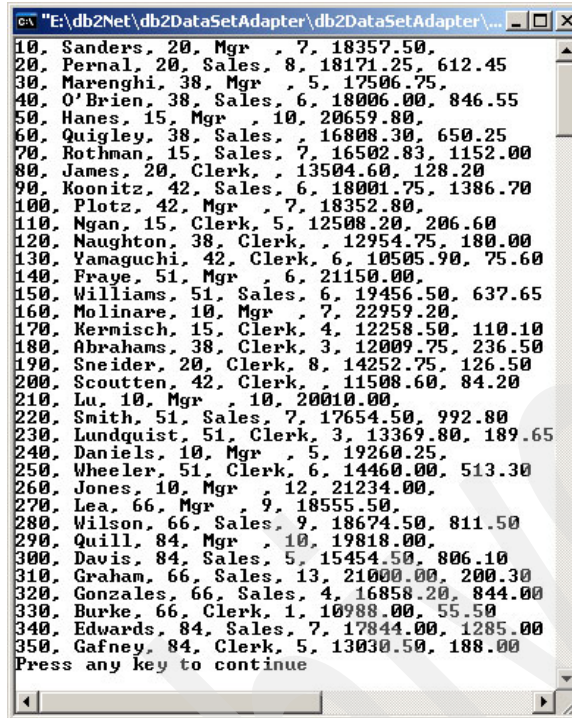 "E:\db2Net\db2DataSetAdapter\db2DataSetAdapter\...
10, Sanders, 20, Mgr  , 7, 18357.50,
20, Pernal, 20, Sales, 8, 18171.25, 612.45
30, Marenghi, 38, Mgr  , 5, 17506.75,
40, O'Brien, 38, Sales, 6, 18006.00, 846.55
50, Hanes, 15, Mgr  , 10, 20659.80,
60, Quigley, 38, Sales, , 16808.30, 650.25
70, Rothman, 15, Sales, 7, 16502.83, 1152.00
80, James, 20, Clerk, , 13504.60, 128.20
90, Koonitz, 42, Sales, 6, 18001.75, 1386.70
100, Plotz, 42, Mgr  , 7, 18352.80,
110, Ngan, 15, Clerk, 5, 12508.20, 206.60
120, Naughton, 38, Clerk, , 12954.75, 180.00
130, Yamaguchi, 42, Clerk, 6, 10505.90, 75.60
140, Fraye, 51, Mgr  , 6, 21150.00,
150, Williams, 51, Sales, 6, 19456.50, 637.65
160, Molinare, 10, Mgr  , 7, 22959.20,
170, Kermisch, 15, Clerk, 4, 12258.50, 110.10
180, Abrahams, 38, Clerk, 3, 12009.75, 236.50
190, Sneider, 20, Clerk, 8, 14252.75, 126.50
200, Scoutten, 42, Clerk, , 11508.60, 84.20
210, Lu, 10, Mgr  , 10, 20010.00,
220, Smith, 51, Sales, 7, 17654.50, 992.80
230, Lundquist, 51, Clerk, 3, 13369.80, 189.65
240, Daniels, 10, Mgr  , 5, 19260.25,
250, Wheeler, 51, Clerk, 6, 14460.00, 513.30
260, Jones, 10, Mgr  , 12, 21234.00,
270, Lea, 66, Mgr  , 9, 18555.50,
280, Wilson, 66, Sales, 9, 18674.50, 811.50
290, Quill, 84, Mgr  , 10, 19818.00,
300, Davis, 84, Sales, 5, 15454.50, 806.10
310, Graham, 66, Sales, 13, 21000.00, 200.30
320, Gonzales, 66, Sales, 4, 16858.20, 844.00
330, Burke, 66, Clerk, 1, 10988.00, 55.50
340, Edwards, 84, Sales, 7, 17844.00, 1285.00
350, Gafney, 84, Clerk, 5, 13030.50, 188.00
Press any key to continue